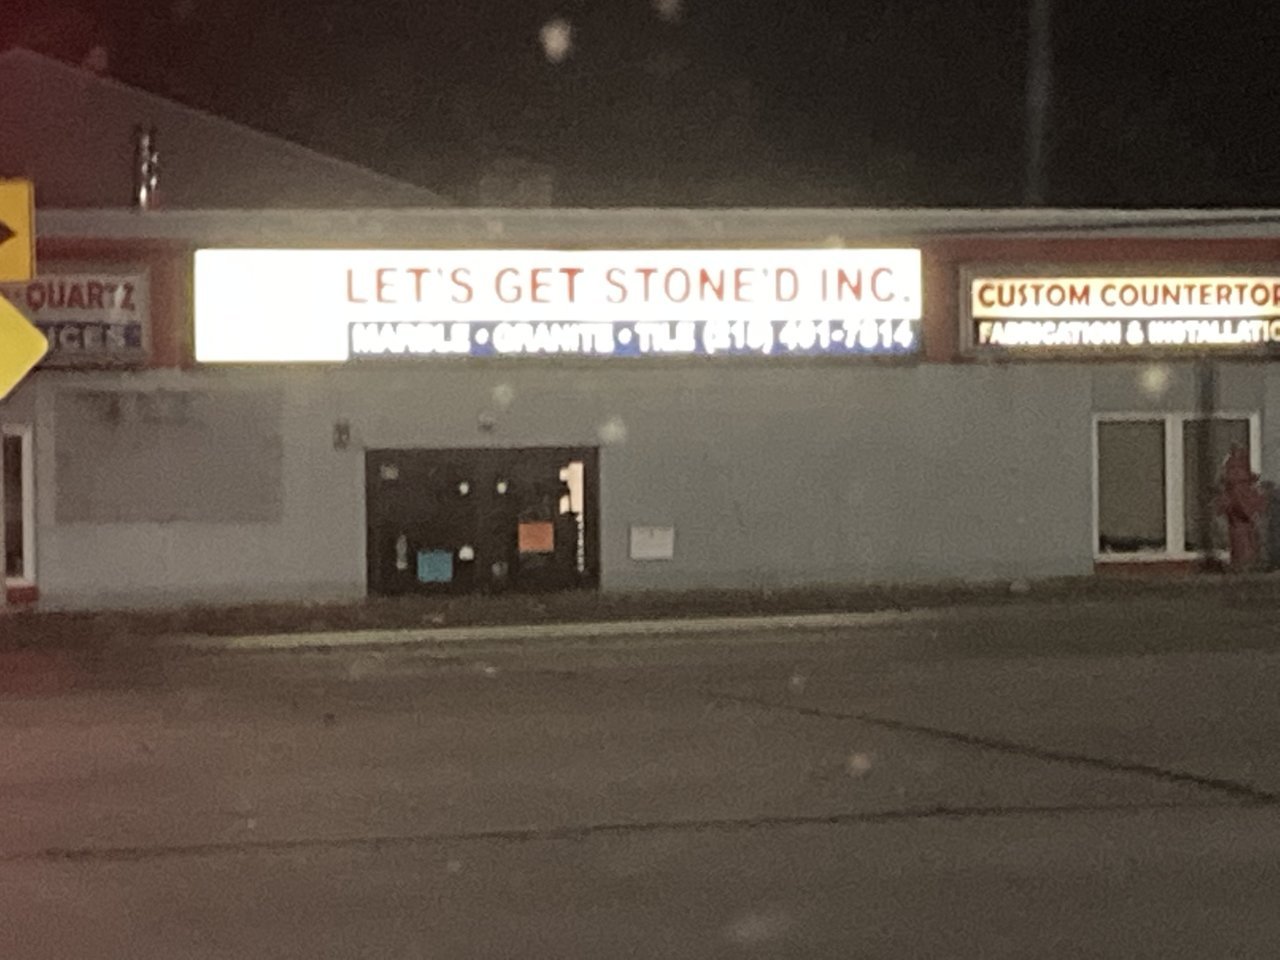 QUARTZ
LET'S GET STONE'D INC.
MARBLE • GRANITE • TILE
CUSTOM COUNTERTOP
FABRICATION & INSTALLATIO